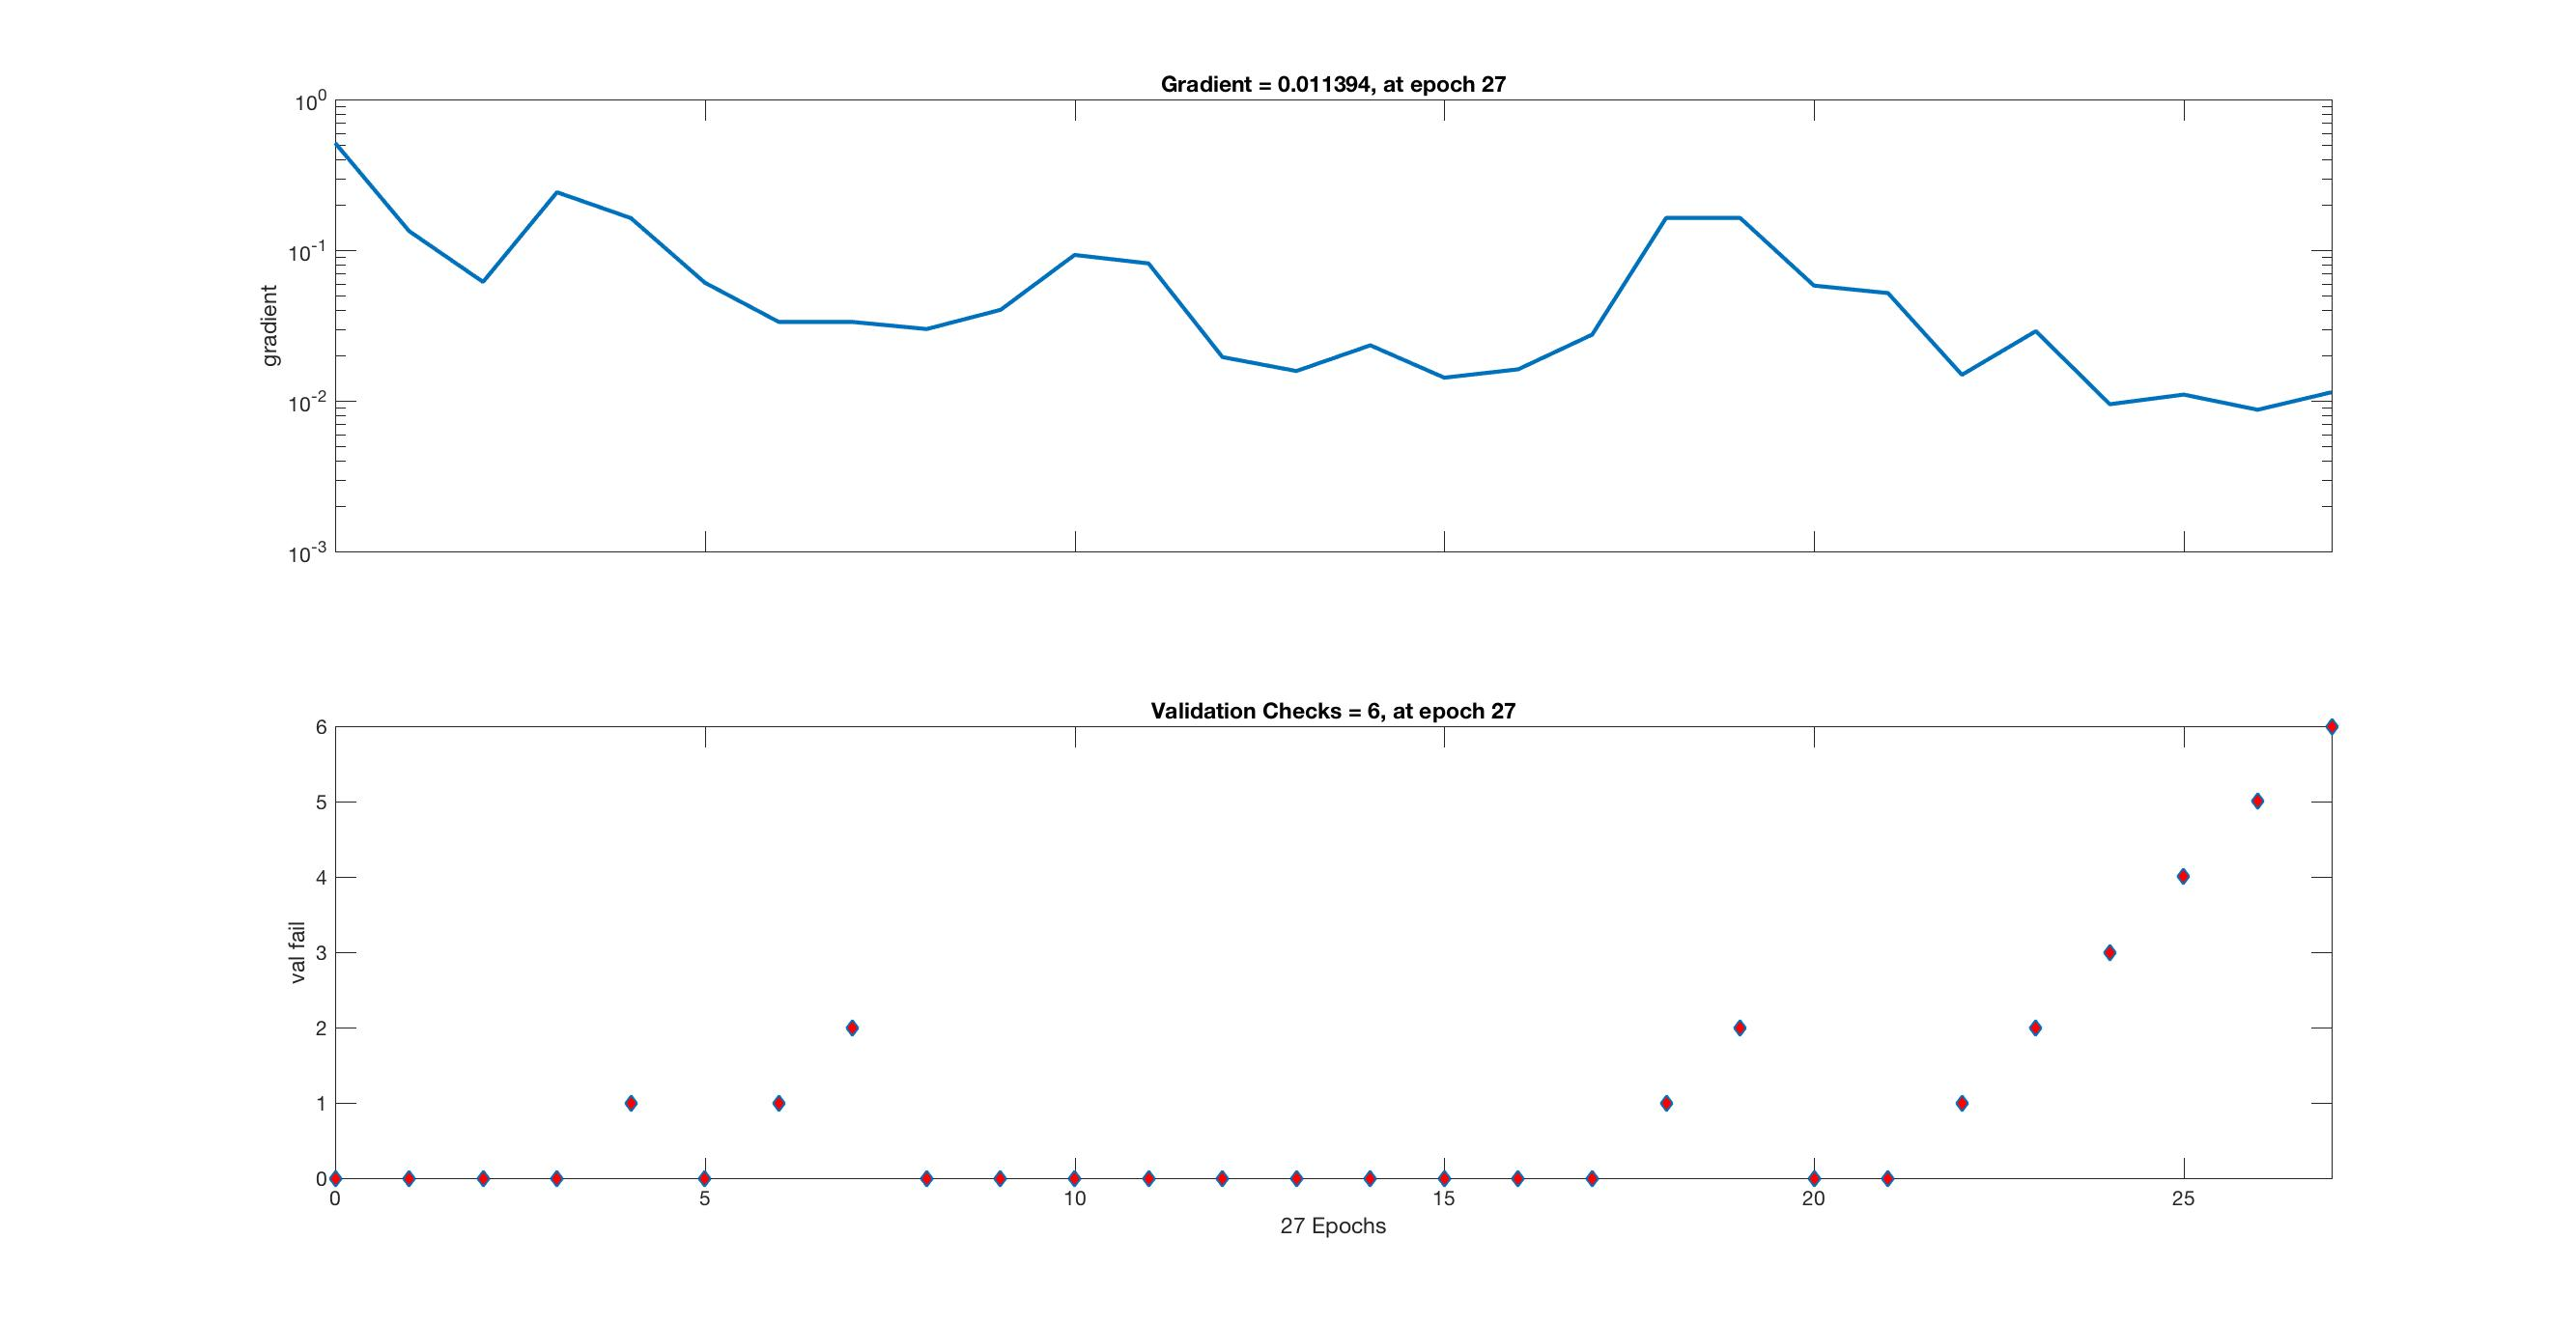 Gradient = 0.011394, at epoch 27
10^0
10^-1
10^-2
10^-3
gradient
Validation Checks = 6, at epoch 27
6
5
4
3
2
1
0
val fail
0 5 10 15 20 25
27 Epochs